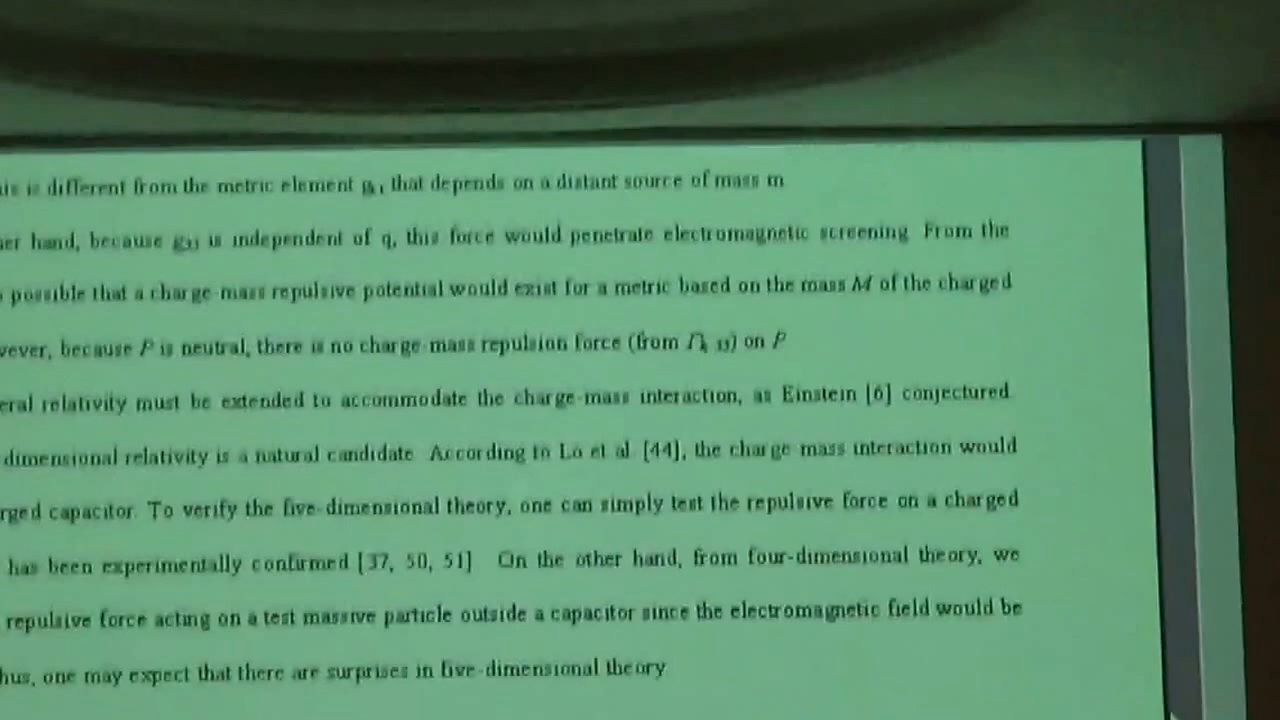 is different from the metric element that depends on a distant source of mass m
her hand, because g₅₅ is independent of q, this force would penetrate electromagnetic screening. From the
possible that a charge-mass repulsive potential would exist for a metric based on the mass M of the charged
wever, because P is neutral, there is no charge-mass repulsion force (from on P
eral relativity must be extended to accommodate the charge-mass interaction, as Einstein [6] conjectured.
dimensional relativity is a natural candidate. According to Lo et al. [44], the charge-mass interaction would
rged capacitor. To verify the five-dimensional theory, one can simply test the repulsive force on a charged
has been experimentally confirmed [37, 50, 51]. On the other hand, from four-dimensional theory, we
repulsive force acting on a test massive particle outside a capacitor since the electromagnetic field would be
hus, one may expect that there are surprises in five-dimensional theory.